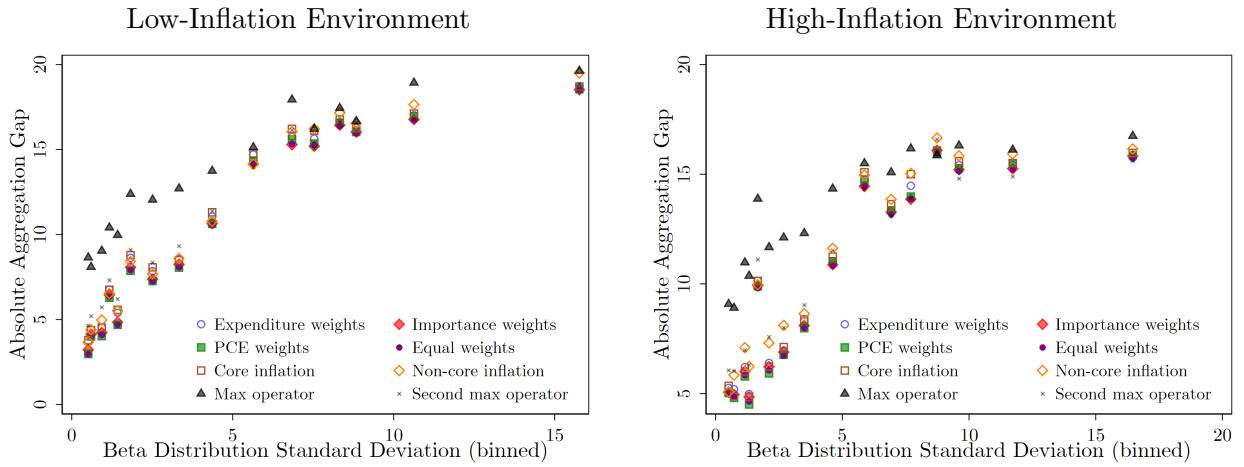 Low-Inflation Environment
Absolute Aggregation Gap
20
15
10
5
0
Expenditure weights
Importance weights
PCE weights
Equal weights
Core inflation
Non-core inflation
Max operator
Second max operator
0
5
10
15
Beta Distribution Standard Deviation (binned)
High-Inflation Environment
Absolute Aggregation Gap
20
15
10
5
Expenditure weights
Importance weights
PCE weights
Equal weights
Core inflation
Non-core inflation
Max operator
Second max operator
0
5
10
15
20
Beta Distribution Standard Deviation (binned)